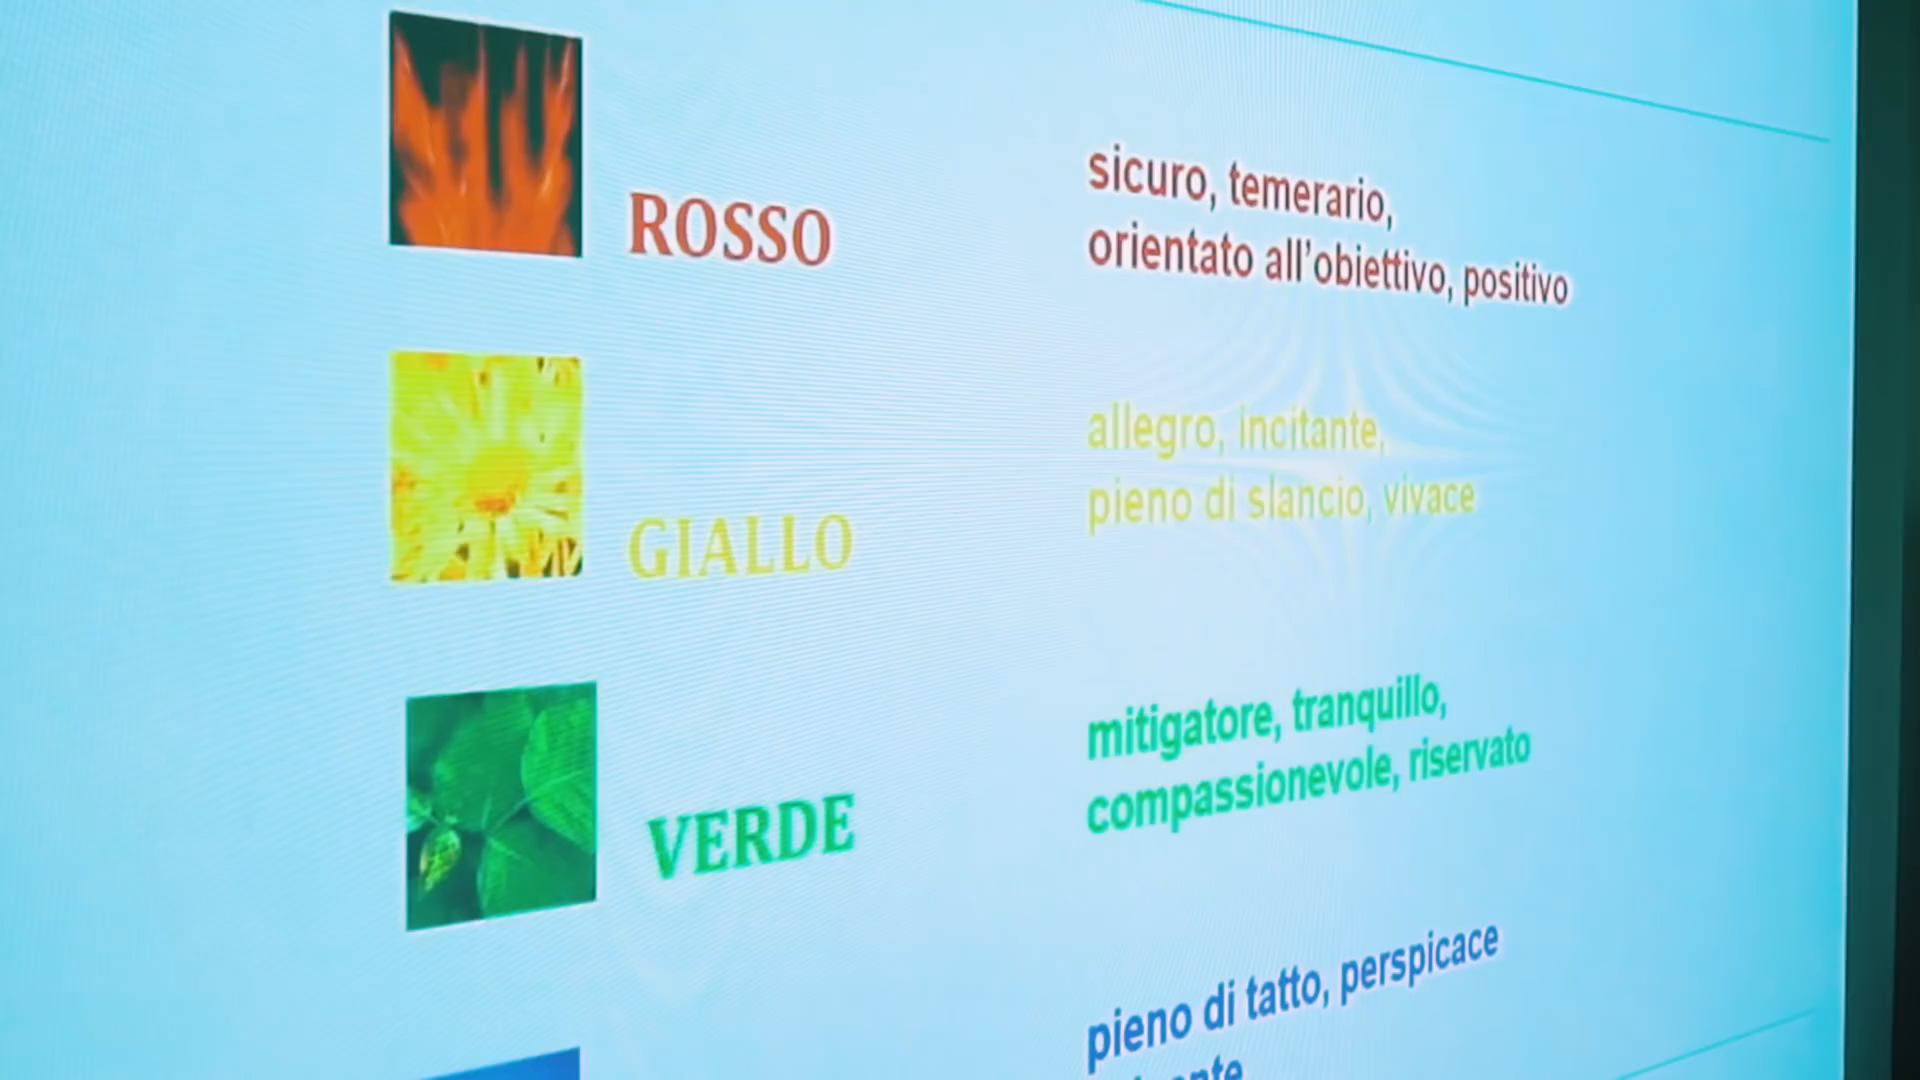 ROSSO
sicuro, temerario,
orientato all'obiettivo, positivo
GIALLO
allegro, incitante,
pieno di slancio, vivace
VERDE
mitigatore, tranquillo,
compassionevole, riservato
pieno di tatto, perspicace